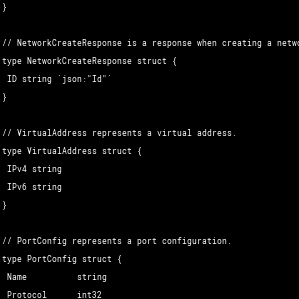 }
// NetworkCreateResponse is a response when creating a netwo
type NetworkCreateResponse struct {
ID string `json:"Id"`
}
// VirtualAddress represents a virtual address.
type VirtualAddress struct {
IPv4 string
IPv6 string
}
// PortConfig represents a port configuration.
type PortConfig struct {
Name          string
Protocol      int32